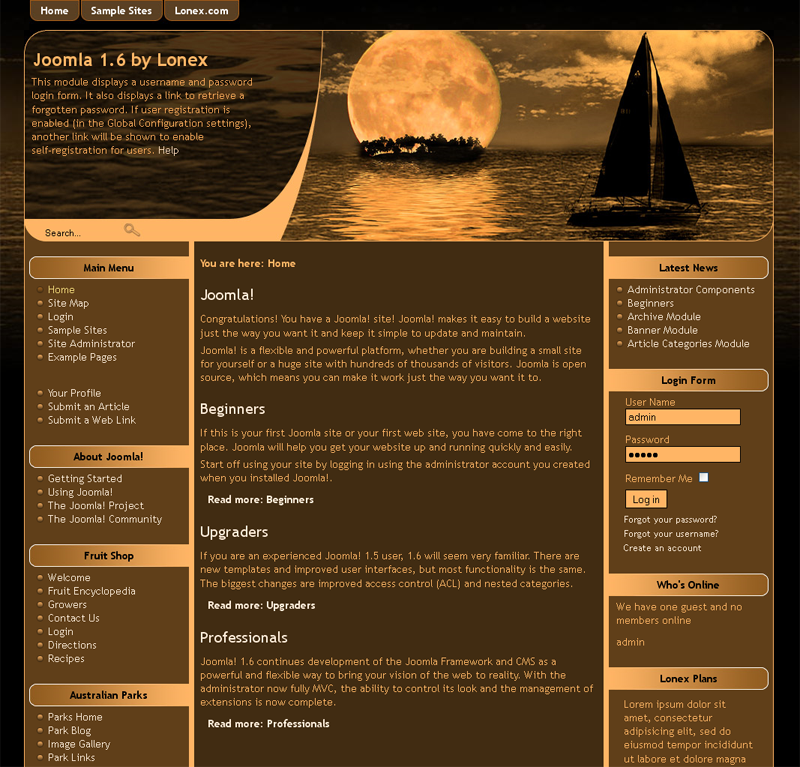 Home
Sample Sites
Lonex.com
Joomla 1.6 by Lonex
This module displays a username and password
login form. It also displays a link to retrieve a
forgotten password. If user registration is
enabled (in the Global Configuration settings),
another link will be shown to enable
self-registration for users. Help
Search...
Main Menu
Home
Site Map
Login
Sample Sites
Site Administrator
Example Pages
Your Profile
Submit an Article
Submit a Web Link
About Joomla!
Getting Started
Using Joomla!
The Joomla! Project
The Joomla! Community
Fruit Shop
Welcome
Fruit Encyclopedia
Growers
Contact Us
Login
Directions
Recipes
Australian Parks
Parks Home
Park Blog
Image Gallery
Park Links
You are here: Home
Joomla!
Congratulations! You have a Joomla! site! Joomla! makes it easy to build a website
just the way you want it and keep it simple to update and maintain.
Joomla! is a flexible and powerful platform, whether you are building a small site
for yourself or a huge site with hundreds of thousands of visitors. Joomla is open
source, which means you can make it work just the way you want it to.
Beginners
If this is your first Joomla site or your first web site, you have come to the right
place. Joomla will help you get your website up and running quickly and easily.
Start off using your site by logging in using the administrator account you created
when you installed Joomla!.
Read more: Beginners
Upgraders
If you are an experienced Joomla! 1.5 user, 1.6 will seem very familiar. There are
new templates and improved user interfaces, but most functionality is the same.
The biggest changes are improved access control (ACL) and nested categories.
Read more: Upgraders
Professionals
Joomla! 1.6 continues development of the Joomla Framework and CMS as a
powerful and flexible way to bring your vision of the web to reality. With the
administrator now fully MVC, the ability to control its look and the management of
extensions is now complete.
Read more: Professionals
Latest News
Administrator Components
Beginners
Archive Module
Banner Module
Article Categories Module
Login Form
User Name
admin
Password
●●●●●
Remember Me
Log in
Forgot your password?
Forgot your username?
Create an account
Who's Online
We have one guest and no
members online
admin
Lonex Plans
Lorem ipsum dolor sit
amet, consectetur
adipisicing elit, sed do
eiusmod tempor incididunt
ut labore et dolore magna